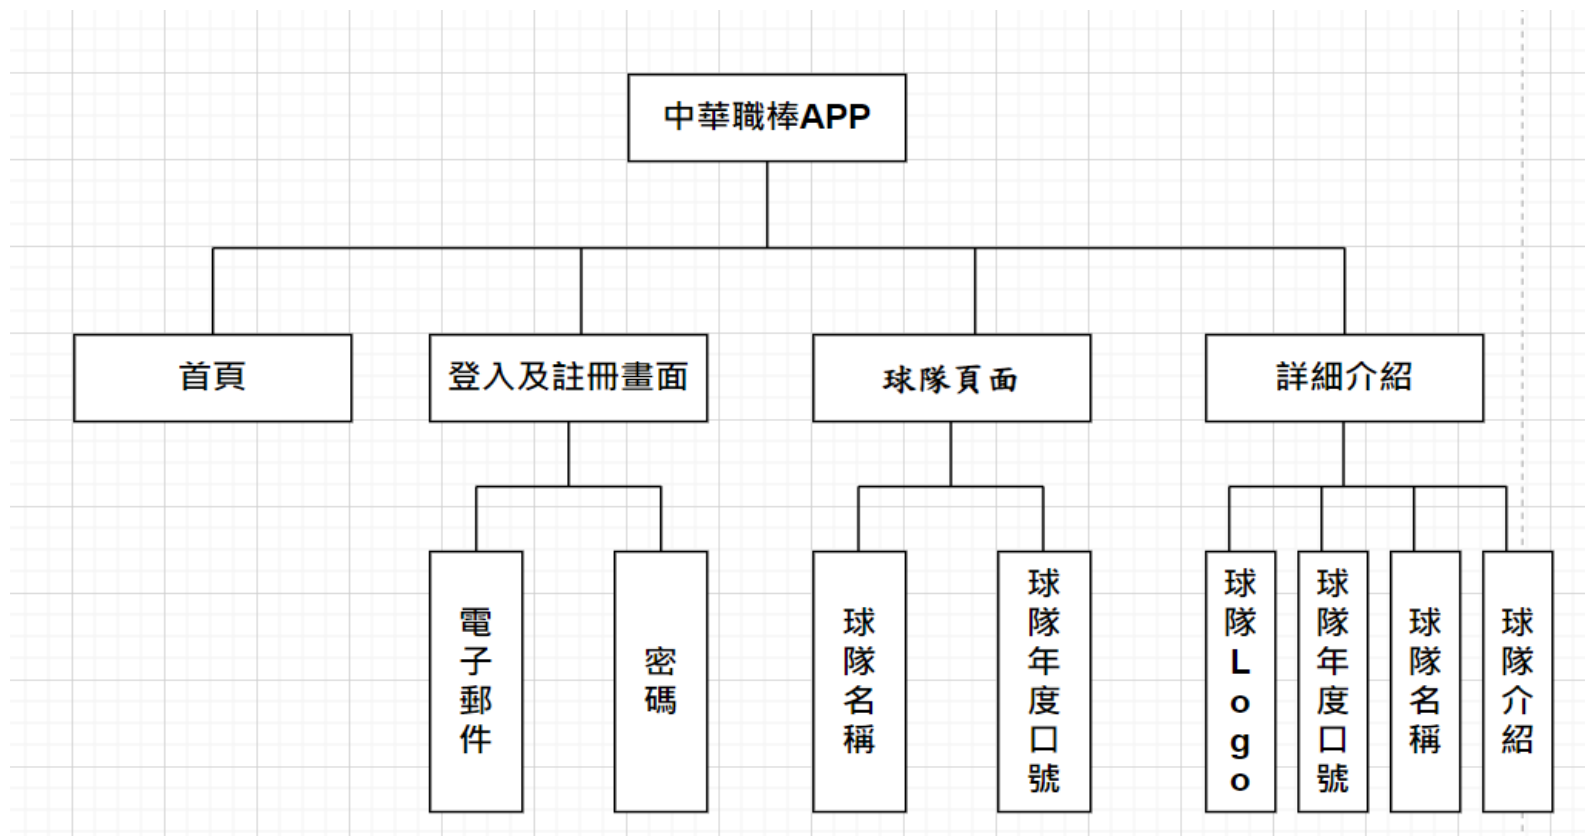 中華職棒APP
首頁
登入及註冊畫面
球隊頁面
詳細介紹
電子郵件
密碼
球隊名稱
球隊年度口號
球隊Logo
球隊年度口號
球隊名稱
球隊介紹